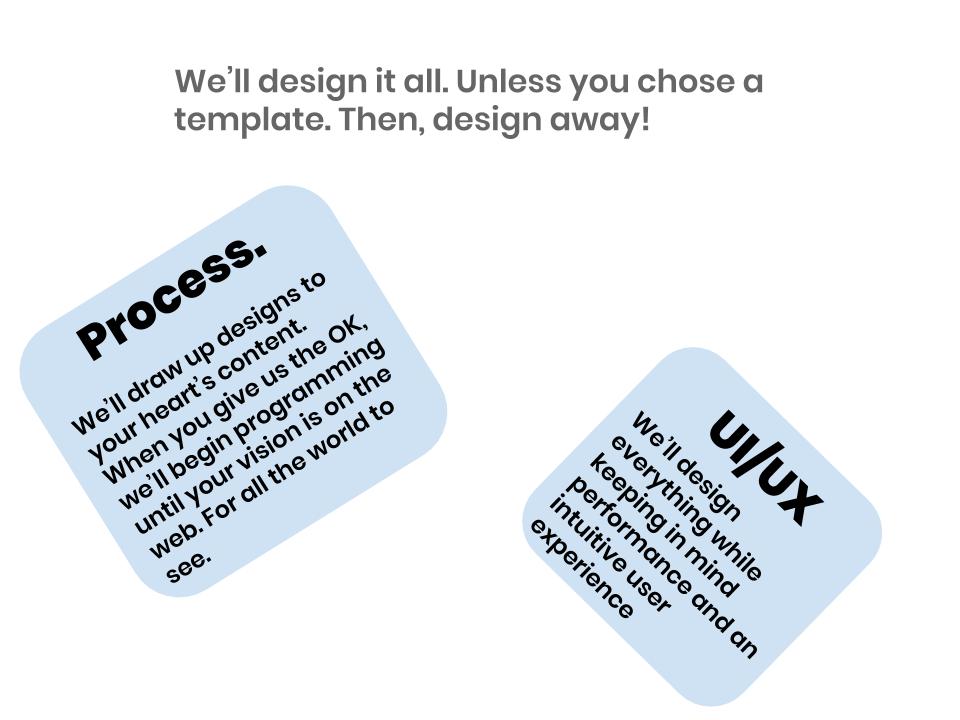 We’ll design it all. Unless you chose a
template. Then, design away!
Process.
We’ll draw up designs to
your heart’s content.
When you give us the OK,
we’ll begin programming
until your vision is on the
web. For all the world to
see.
UI/UX
We’ll design
everything while
keeping in mind
performance and an
intuitive user
experience